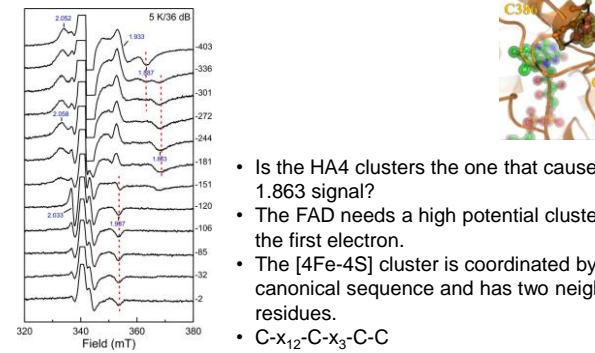 5 K/36 dB
2.052
1.933
-403
-336
1.887
-301
-272
2.058
-244
-181
1.863
-151
-120
2.033
-106
1.967
-85
-32
-2
320 340 360 380
Field (mT)
C386
• Is the HA4 clusters the one that cause
1.863 signal?
• The FAD needs a high potential cluste
the first electron.
• The [4Fe-4S] cluster is coordinated by
canonical sequence and has two neigh
residues.
• C-x12-C-x3-C-C